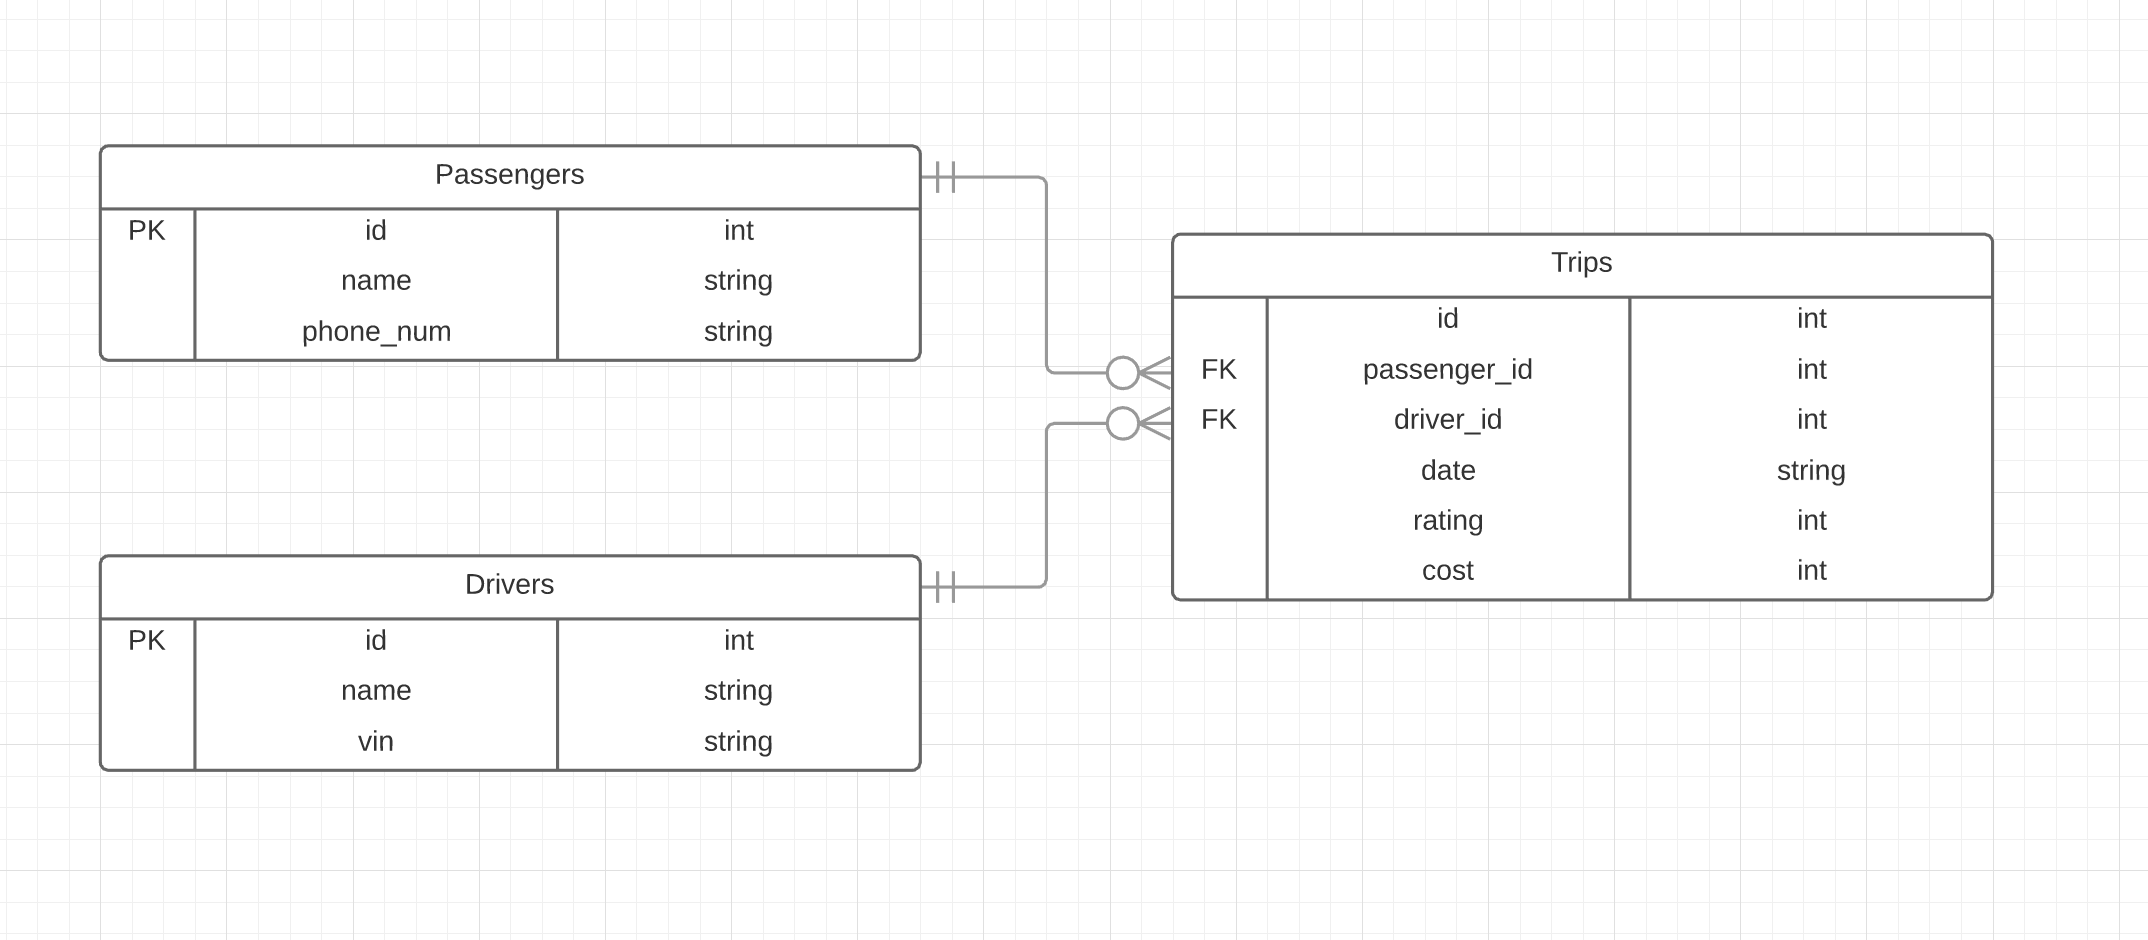 Passengers
PK id int
name string
phone_num string
Trips
id int
FK passenger_id int
FK driver_id int
date string
rating int
cost int
Drivers
PK id int
name string
vin string